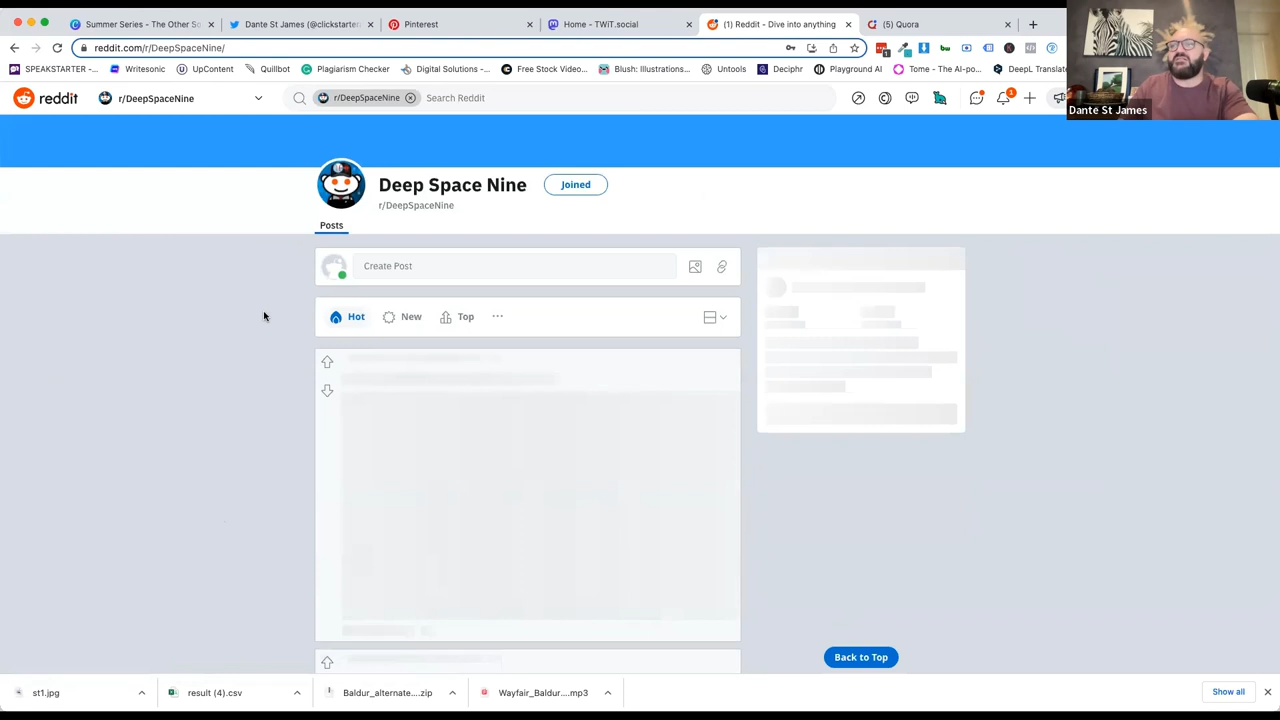 Summer Series - The Other So
Dante St James (@clickstarter
Pinterest
Home - TWiT.social
(1) Reddit - Dive into anything
(5) Quora
reddit.com/r/DeepSpaceNine/
SPEAKSTARTER -...
Writesonic
UpContent
Quillbot
Plagiarism Checker
Digital Solutions -...
Free Stock Video...
Blush: Illustrations...
Untools
Deciphr
Playground AI
Tome - The AI-po...
DeepL Translate
reddit
r/DeepSpaceNine
r/DeepSpaceNine
Search Reddit
1
Dante St James
Deep Space Nine
Joined
r/DeepSpaceNine
Posts
Create Post
Hot
New
Top
Back to Top
st1.jpg
result (4).csv
Baldur_alternate....zip
Wayfair_Baldur....mp3
Show all